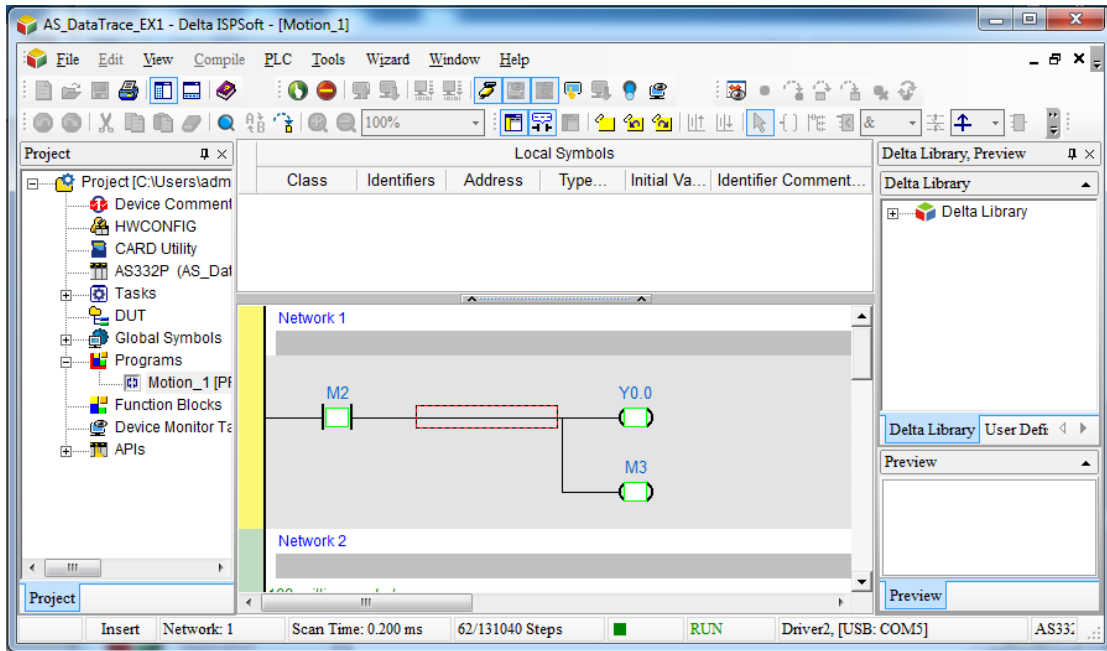 AS_DataTrace_EX1 - Delta ISPSoft - [Motion_1]
File Edit View Compile PLC Tools Wizard Window Help
100%
&
Project
Project [C:\Users\adm
Device Comment
HWCONFIG
CARD Utility
AS332P (AS_Dat
Tasks
DUT
Global Symbols
Programs
Motion_1 [PR
Function Blocks
Device Monitor Ta
APIs
Project
Local Symbols
Class Identifiers Address Type... Initial Va... Identifier Comment...
Network 1
M2 Y0.0
M3
Network 2
Delta Library, Preview
Delta Library
Delta Library
Delta Library User Defi
Preview
Preview
Insert Network: 1 Scan Time: 0.200 ms 62/131040 Steps RUN Driver2, [USB: COM5] AS332